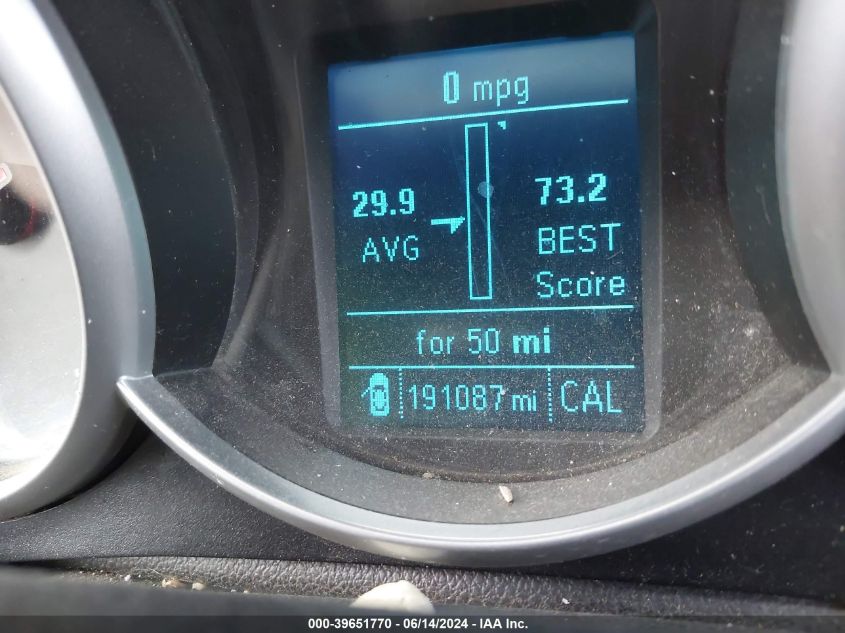 0 mpg
29.9
AVG
73.2
BEST
Score
for 50 mi
191087 mi CAL
000-39651770 - 06/14/2024 - IAA Inc.